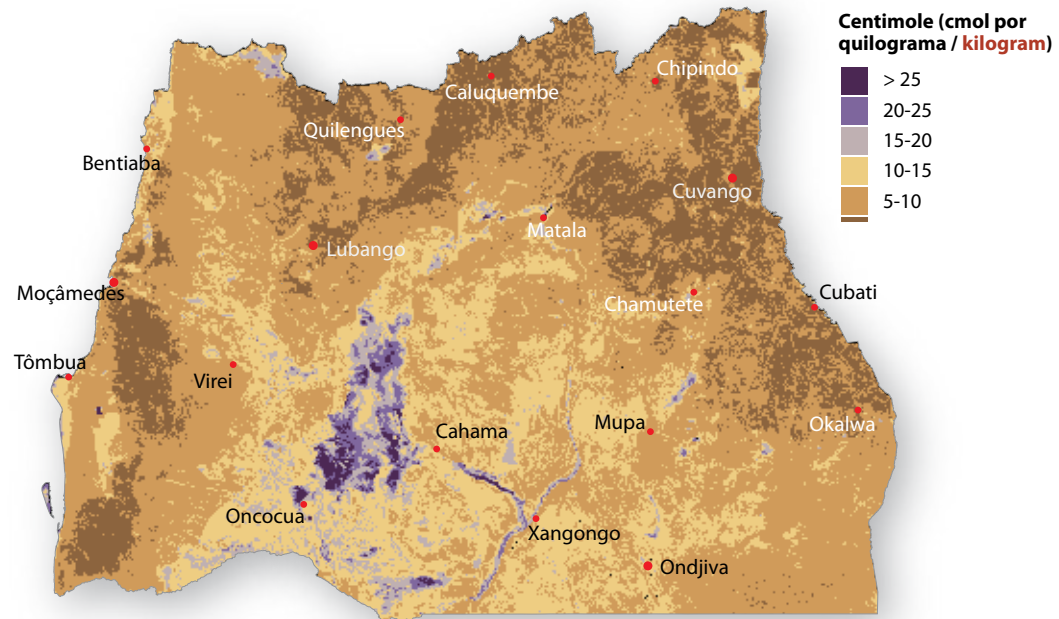 Centimole (cmol por
quilograma / kilogram)
> 25
20-25
15-20
10-15
5-10
Chipindo
Caluquembe
Quilengues
Bentiaba
Cuvango
Matala
Lubango
Moçâmedes
Cubati
Chamutete
Tômbua
Virei
Okalwa
Mupa
Cahama
Oncocua
Xangongo
Ondjiva